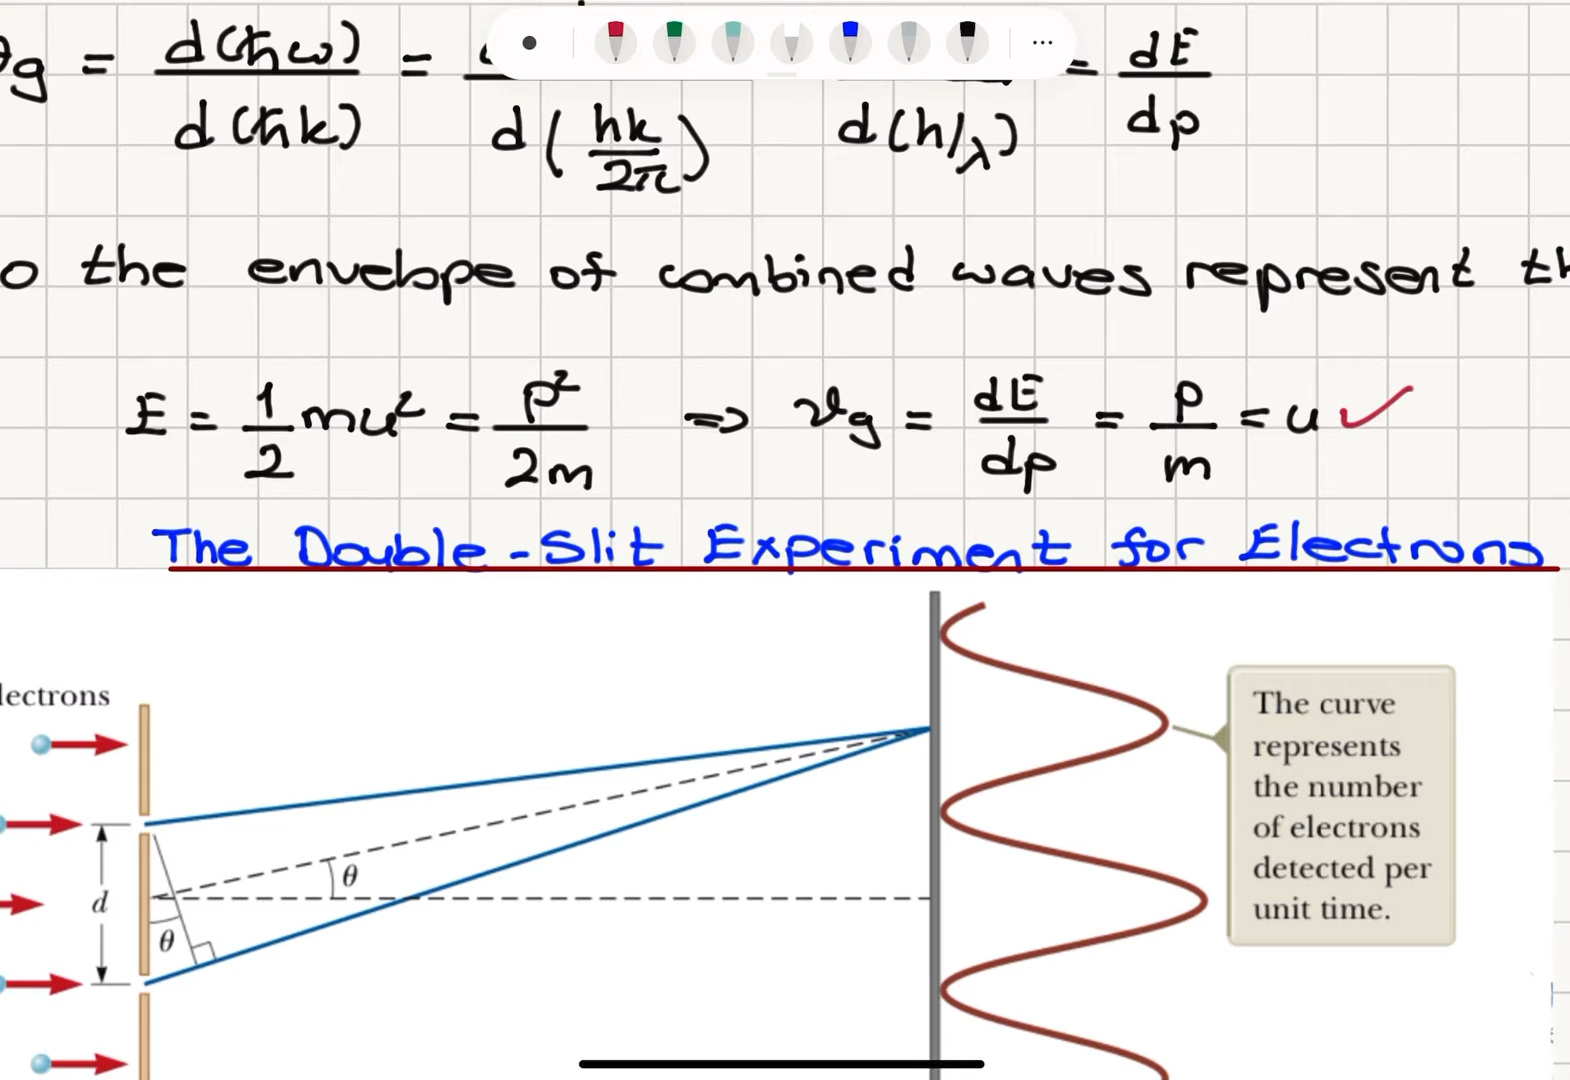 g = d(ħω)/d(ħk) = /d(hk/2π) d(h/λ) = dE/dp
o the envelope of combined waves represent th
E = 1/2 mu² = p²/2m ⇒ vg = dE/dp = p/m = u ✓
The Double-Slit Experiment for Electrons
lectrons
The curve
represents
the number
of electrons
detected per
unit time.
θ
d
θ